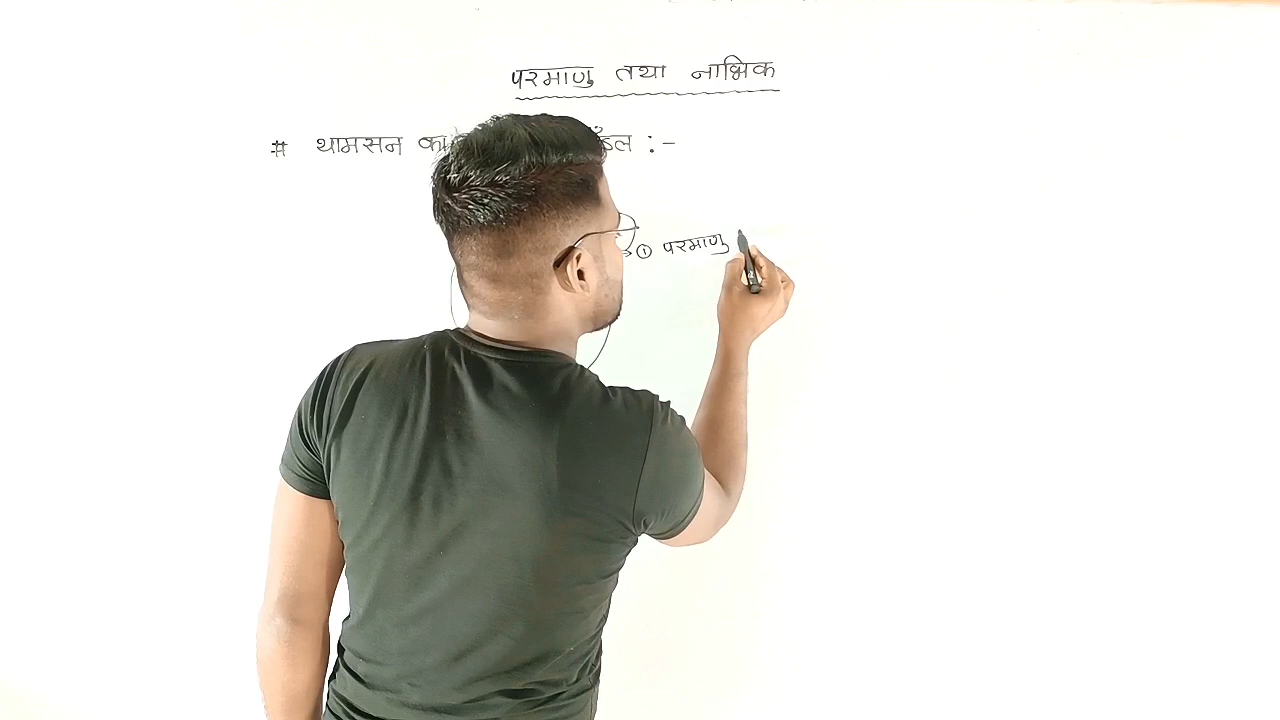 परमाणु तथा नाभिक
# थामसन का डल :-
① परमाणु